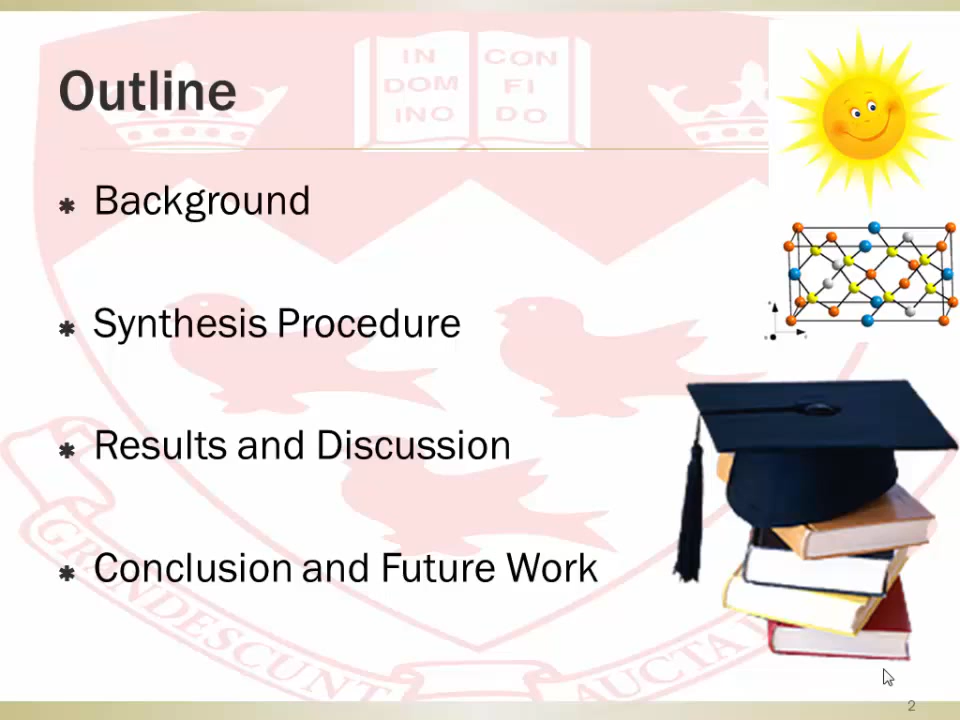 Outline
IN
DOM
INO
CON
FI
DO
Background
Synthesis Procedure
Results and Discussion
Conclusion and Future Work
GRANDESCUNT
AUCTA
2